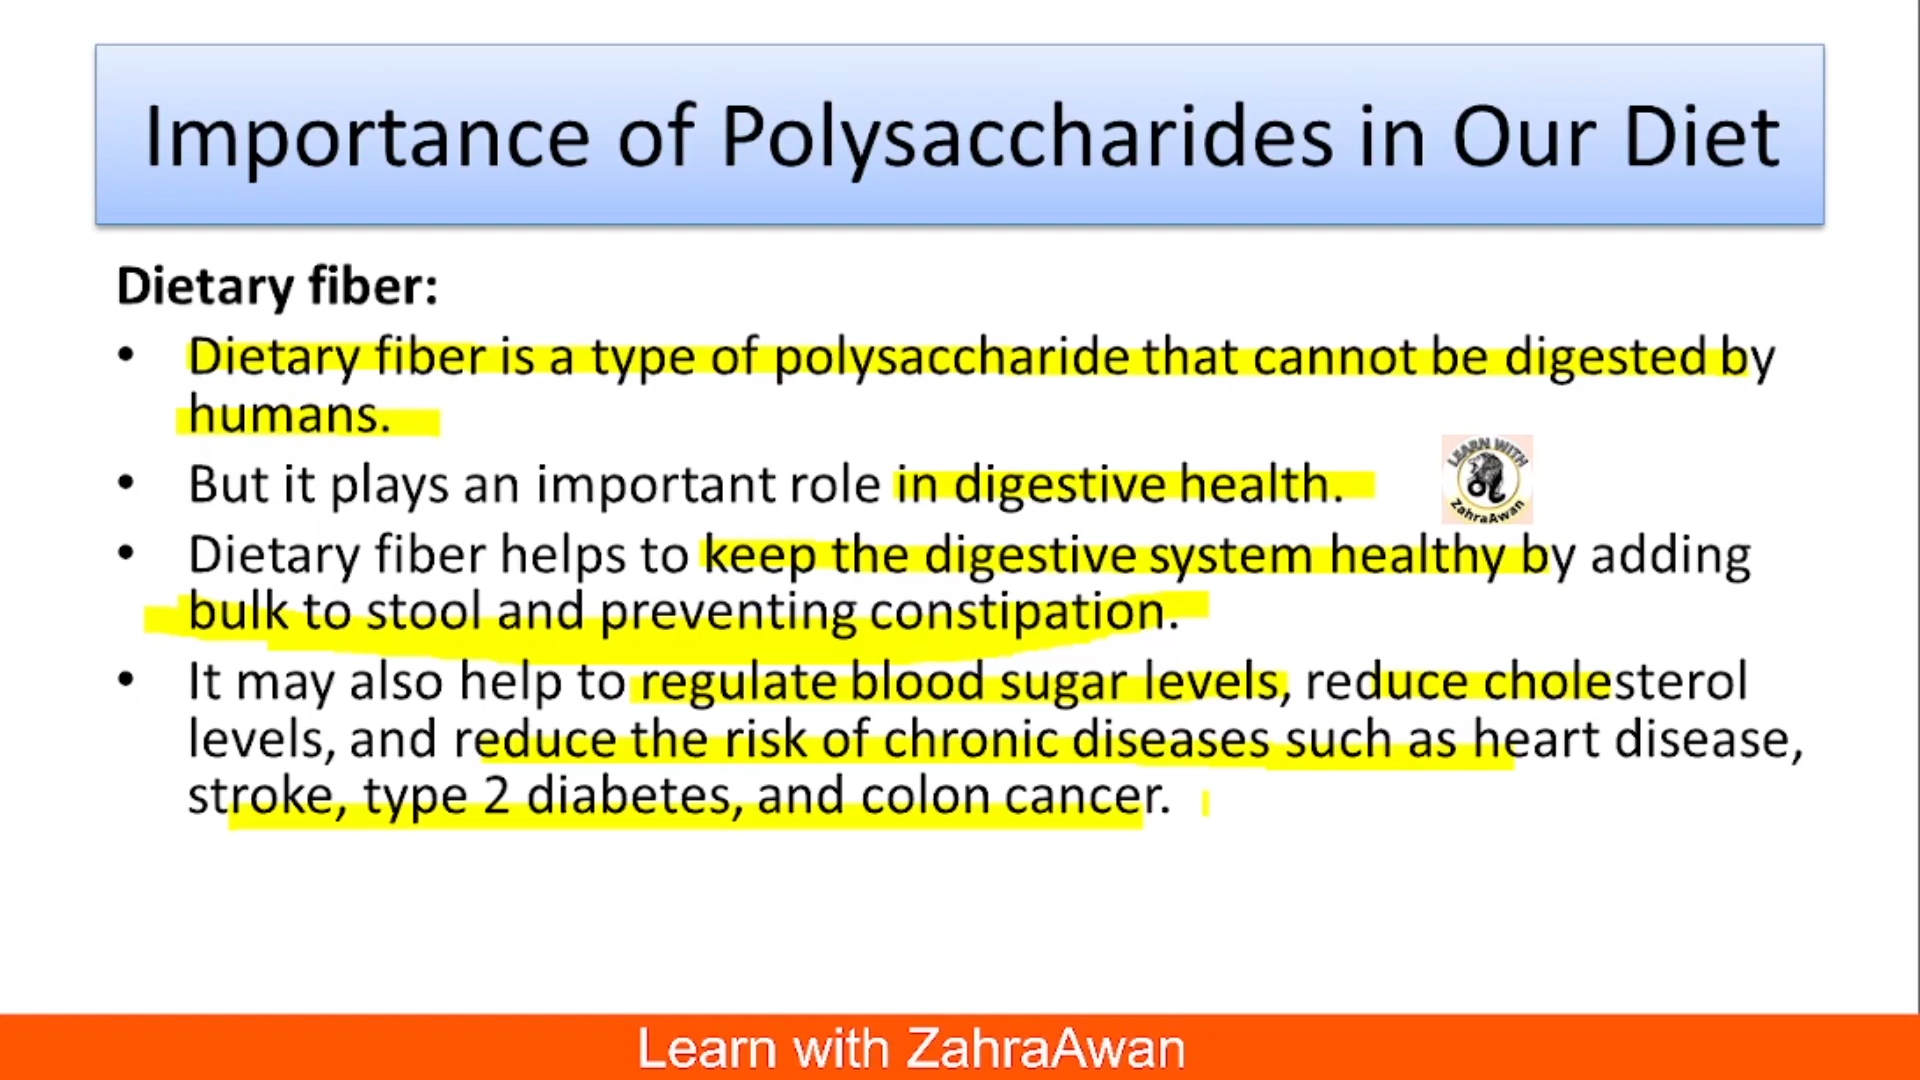 Importance of Polysaccharides in Our Diet
Dietary fiber:
• Dietary fiber is a type of polysaccharide that cannot be digested by
humans.
• But it plays an important role in digestive health.
LEARN WITH
ZahraAwan
• Dietary fiber helps to keep the digestive system healthy by adding
bulk to stool and preventing constipation.
• It may also help to regulate blood sugar levels, reduce cholesterol
levels, and reduce the risk of chronic diseases such as heart disease,
stroke, type 2 diabetes, and colon cancer.
Learn with ZahraAwan